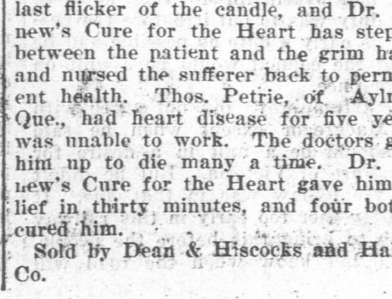 last flicker of the candle, and Dr.
new's Cure for the Heart has step
between the patient and the grim ha
and nursed the sufferer back to perm
ent health. Thos. Petrie, of Aylm
Que., had heart disease for five ye
was unable to work. The doctors g
him up to die many a time. Dr.
new's Cure for the Heart gave him
lief in thirty minutes, and four bot
cured him.
Sold by Dean & Hiscocks and Ha
Co.